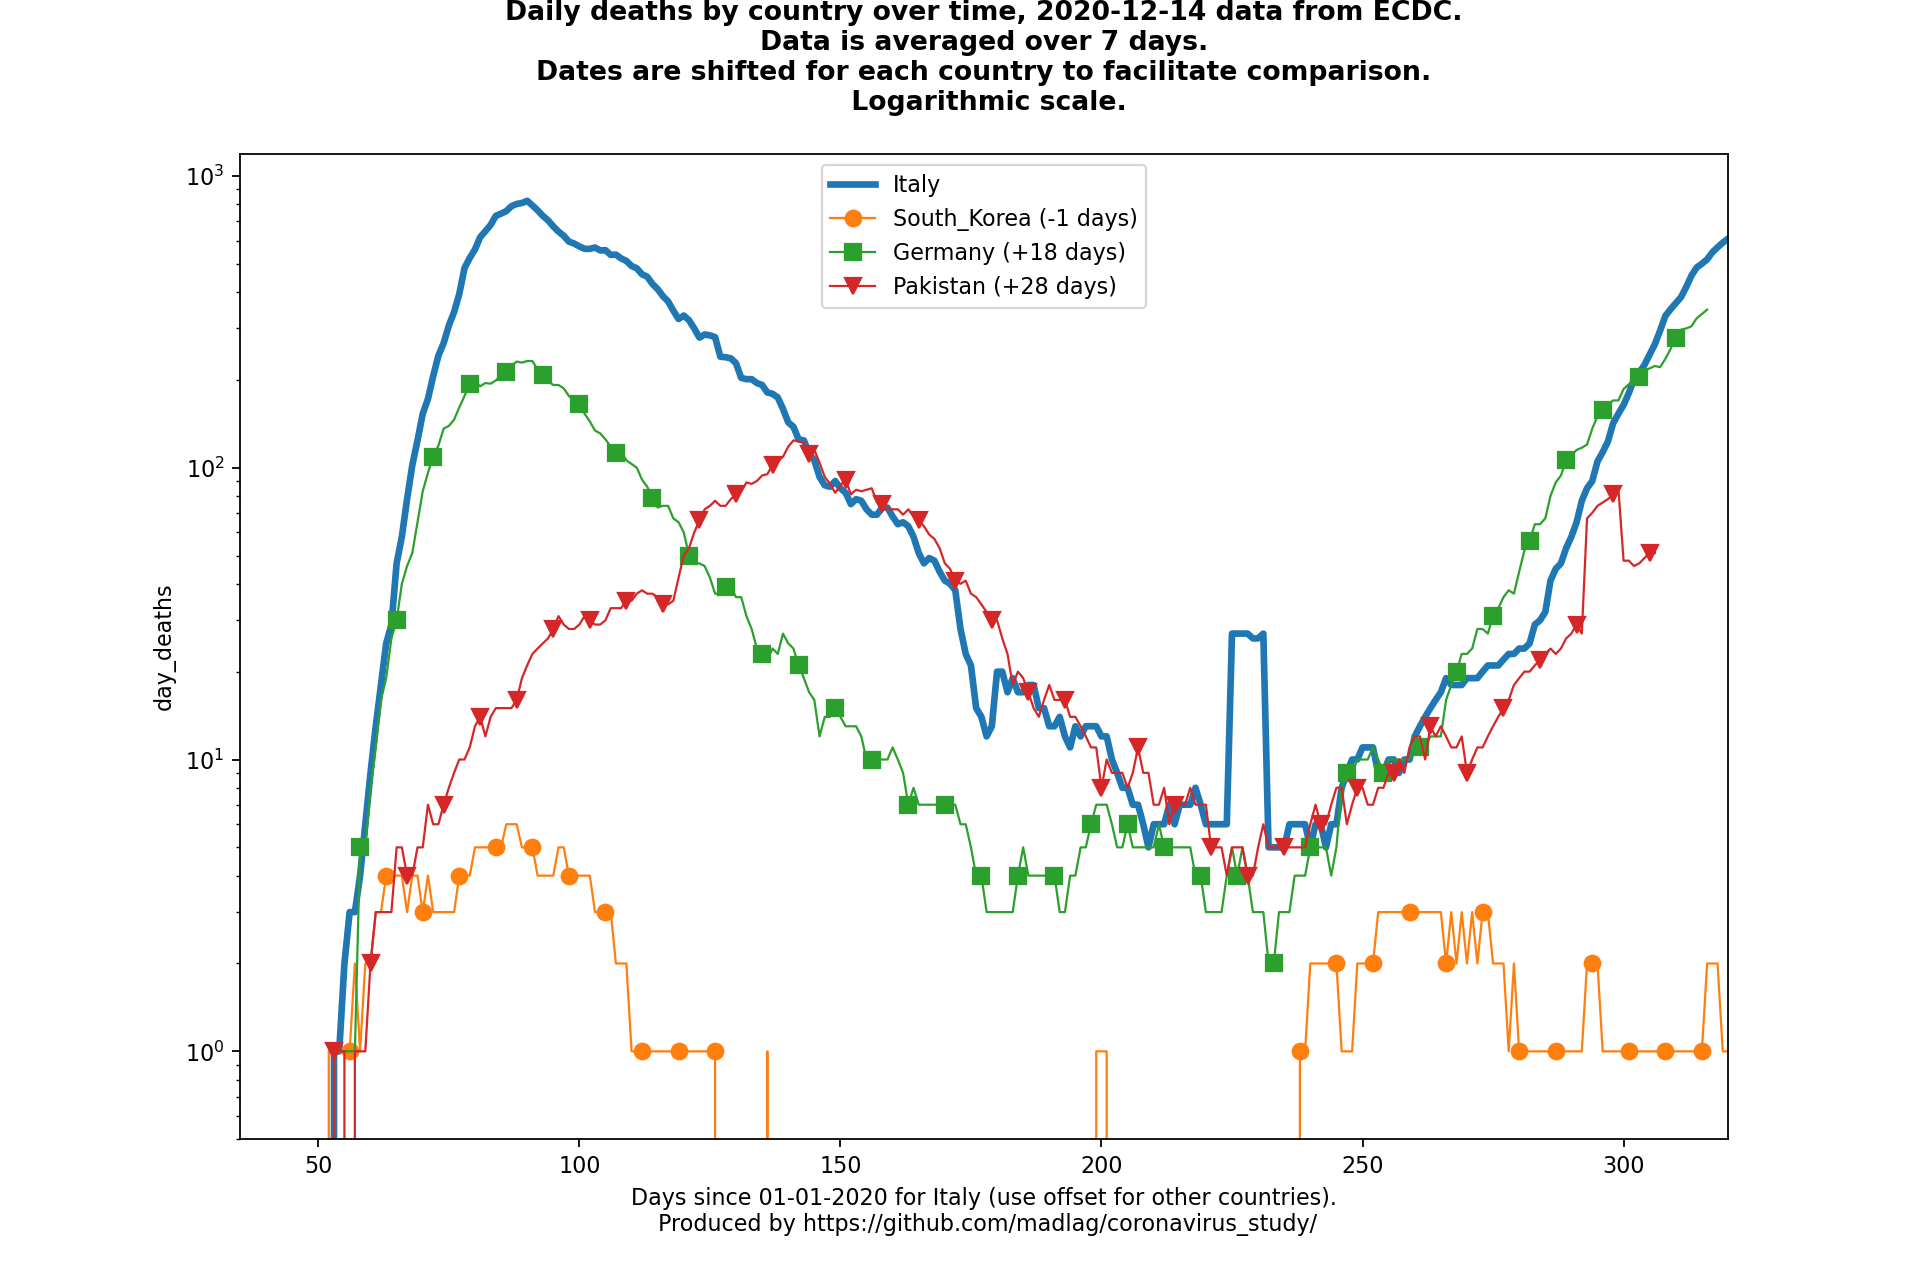 Daily deaths by country over time, 2020-12-14 data from ECDC.
Data is averaged over 7 days.
Dates are shifted for each country to facilitate comparison.
Logarithmic scale.
Italy
South_Korea (-1 days)
Germany (+18 days)
Pakistan (+28 days)
day_deaths
10³
10²
10¹
10⁰
50 100 150 200 250 300
Days since 01-01-2020 for Italy (use offset for other countries).
Produced by https://github.com/madlag/coronavirus_study/